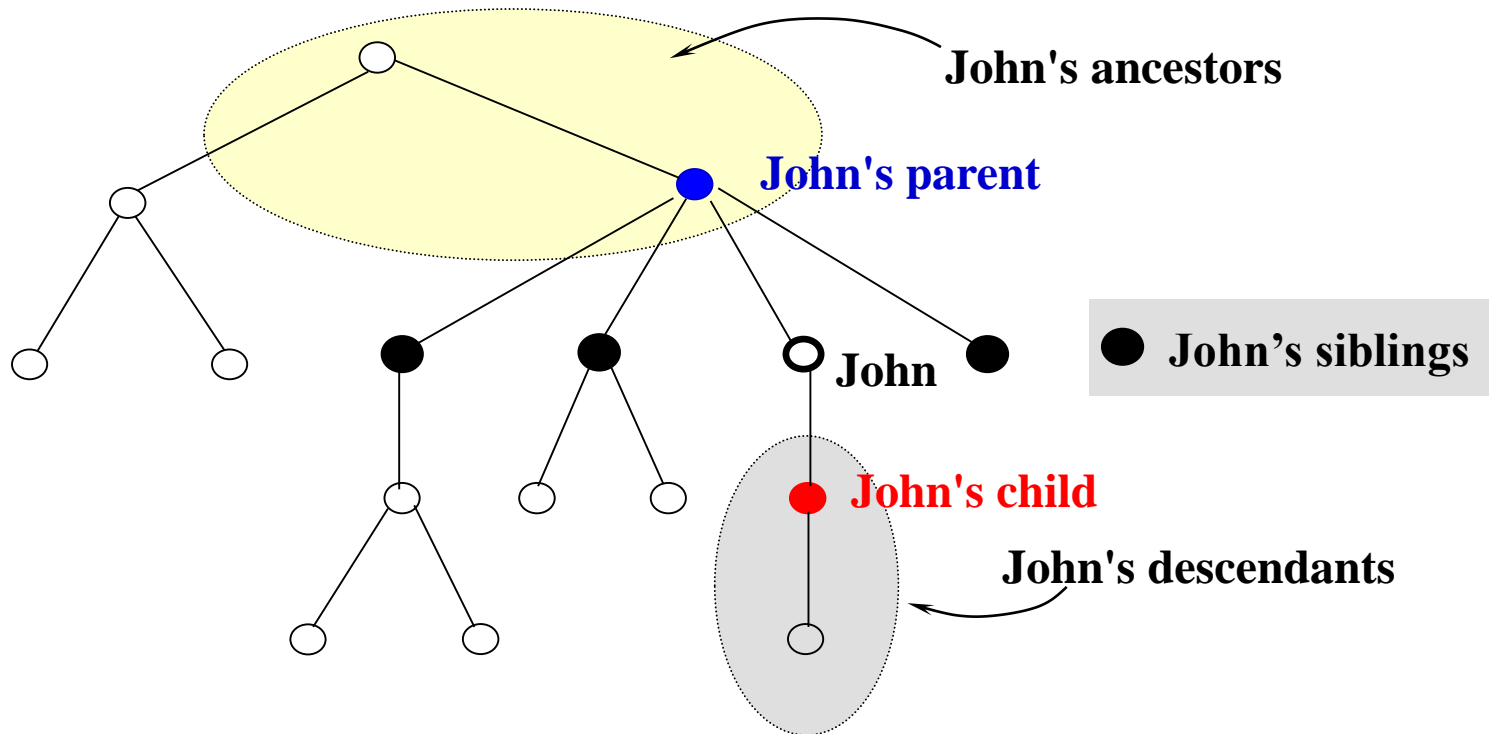 John's ancestors
John's parent
John’s siblings
John
John's child
John's descendants